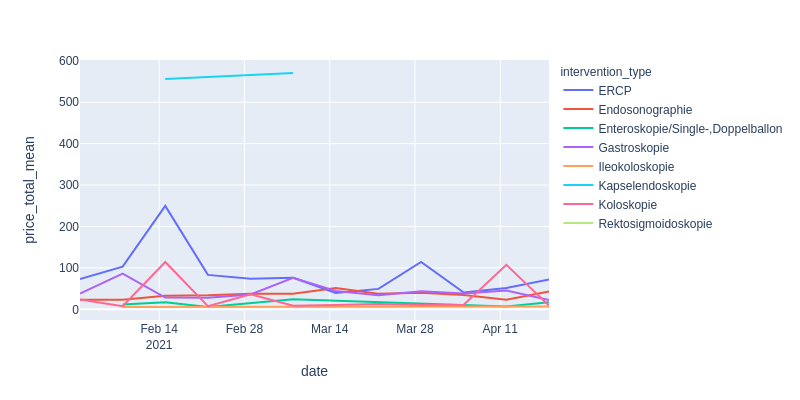 600
500
400
300
200
100
0
price_total_mean
Feb 14
2021
Feb 28
Mar 14
Mar 28
Apr 11
date
intervention_type
ERCP
Endosonographie
Enteroskopie/Single-,Doppelballon
Gastroskopie
Ileokoloskopie
Kapselendoskopie
Koloskopie
Rektosigmoidoskopie